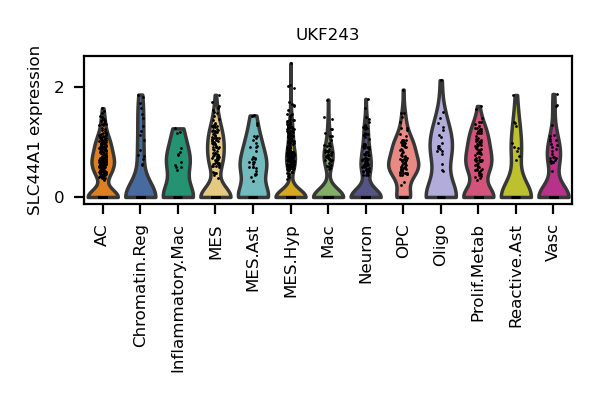 UKF243
SLC44A1 expression
2
0
AC
Chromatin.Reg
Inflammatory.Mac
MES
MES.Ast
MES.Hyp
Mac
Neuron
OPC
Oligo
Prolif.Metab
Reactive.Ast
Vasc